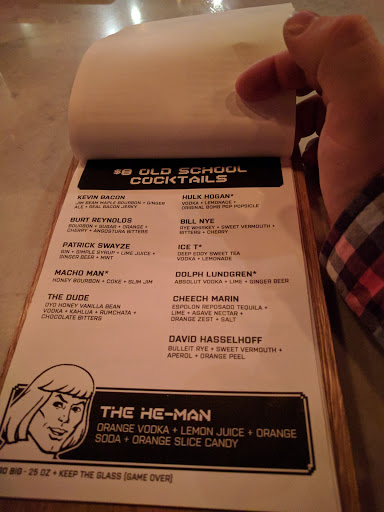 $8 OLD SCHOOL
COCKTAILS
KEVIN BACON
JIM BEAM MAPLE BOURBON + GINGER
ALE + REAL BACON JERKY
BURT REYNOLDS
BOURBON + SUGAR + ORANGE +
CHERRY + ANGOSTURA BITTERS
PATRICK SWAYZE
GIN + SIMPLE SYRUP + LIME JUICE +
GINGER BEER + MINT
MACHO MAN*
HONEY BOURBON + COKE + SLIM JIM
THE DUDE
OYO HONEY VANILLA BEAN
VODKA + KAHLUA + RUMCHATA +
CHOCOLATE BITTERS
HULK HOGAN*
VODKA + LEMONADE +
ORIGINAL BOMB POP POPSICLE
BILL NYE
RYE WHISKEY + SWEET VERMOUTH +
BITTERS + CHERRY
ICE T*
DEEP EDDY SWEET TEA
VODKA + LEMONADE
DOLPH LUNDGREN*
ABSOLUT VODKA + LIME + GINGER BEER
CHEECH MARIN
ESPOLON REPOSADO TEQUILA +
LIME + AGAVE NECTAR +
ORANGE ZEST + SALT
DAVID HASSELHOFF
BULLEIT RYE + SWEET VERMOUTH +
APEROL + ORANGE PEEL
THE HE-MAN
ORANGE VODKA + LEMON JUICE + ORANGE
SODA + ORANGE SLICE CANDY
GO BIG - 25 OZ + KEEP THE GLASS (GAME OVER)